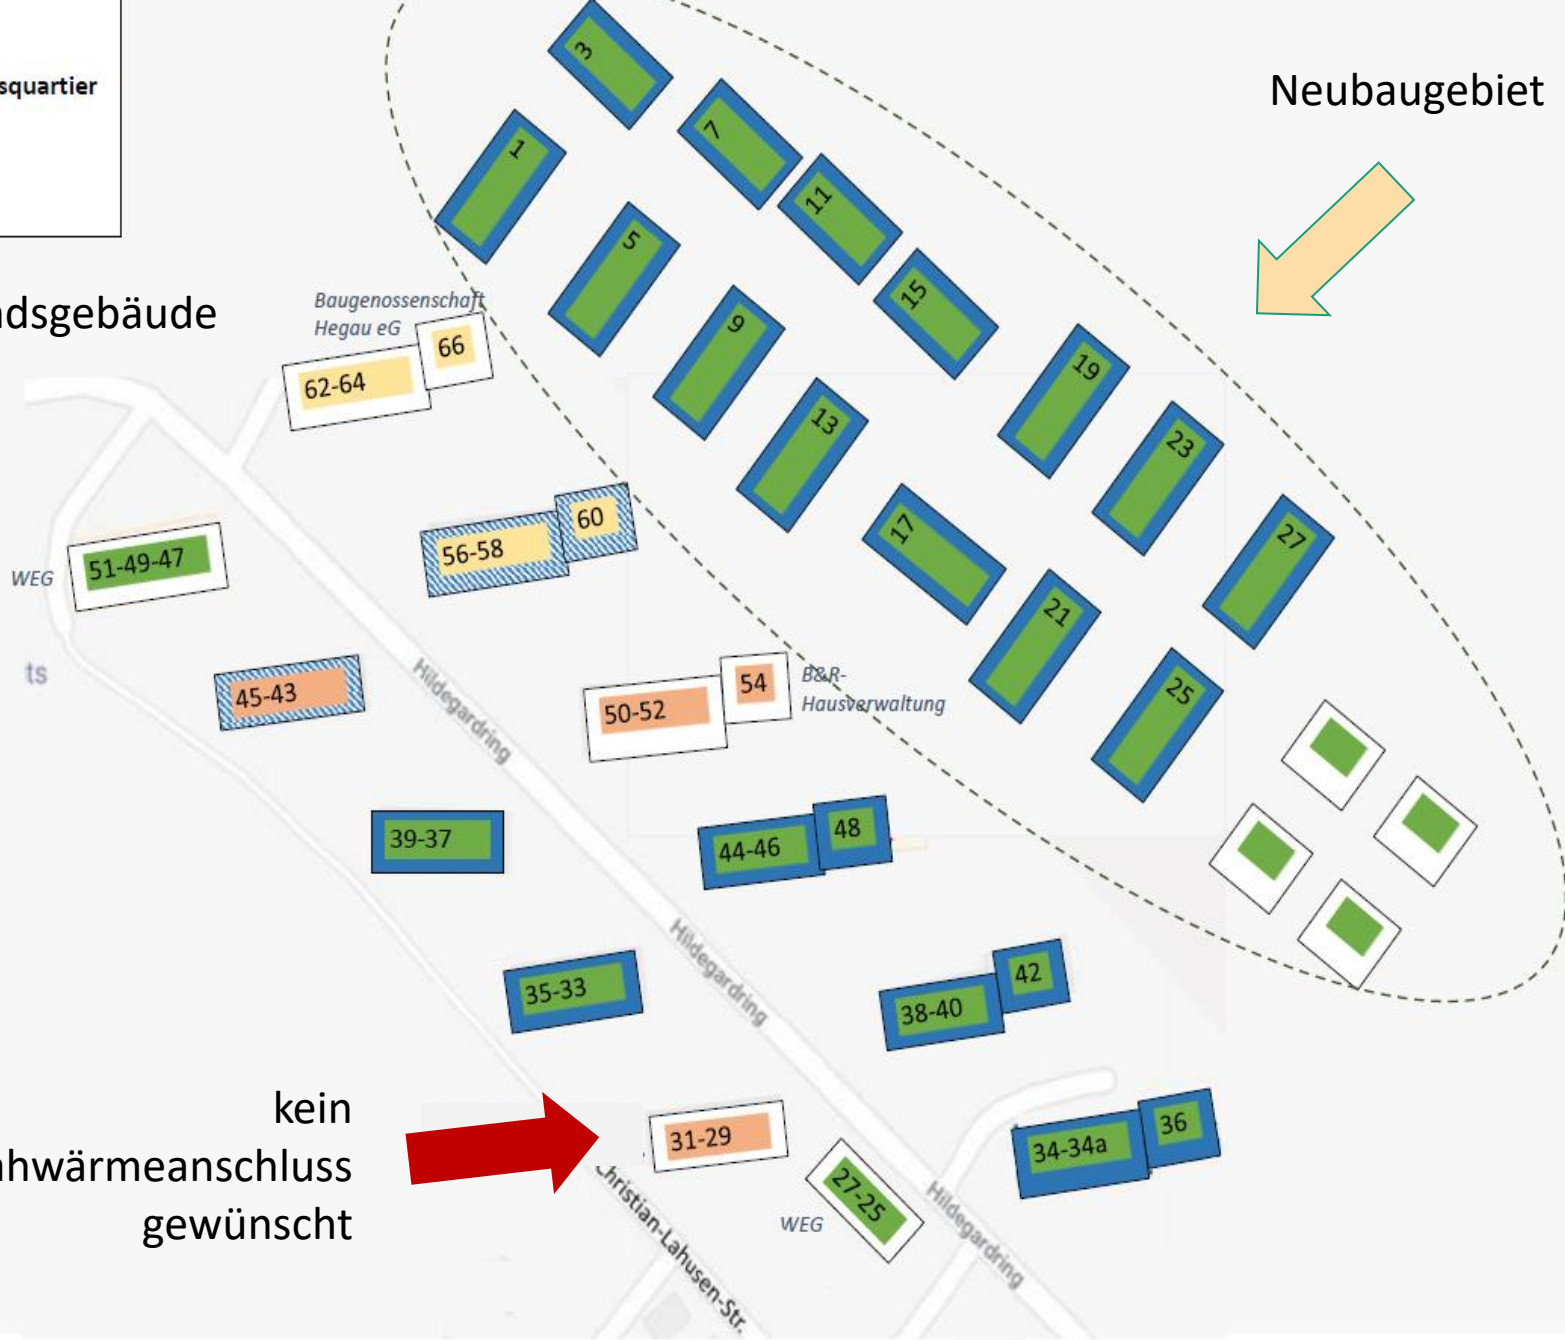 squartier
Neubaugebiet
dsgebäude
Baugenossenschaft
Hegau eG
3
7
1
11
5
15
9
19
13
23
17
27
21
25
66
62-64
60
56-58
WEG
51-49-47
ts
45-43
54
50-52
B&R-
Hausverwaltung
Hildegardring
39-37
44-46
48
Hildegardring
35-33
38-40
42
kein
hwärmeanschluss
gewünscht
31-29
34-34a
36
27-25
WEG
Hildegardring
Christian-Lahusen-Str.